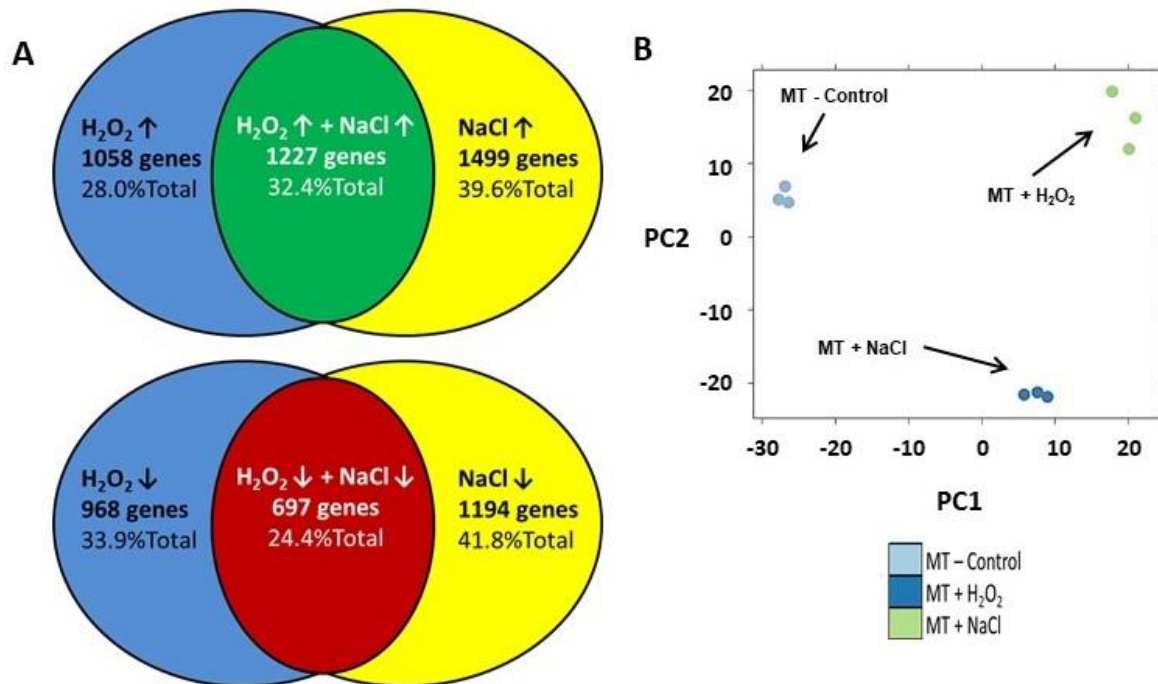 A
H₂O₂ ↑
1058 genes
28.0%Total
H₂O₂ ↑ + NaCl ↑
1227 genes
32.4%Total
NaCl ↑
1499 genes
39.6%Total
H₂O₂ ↓
968 genes
33.9%Total
H₂O₂ ↓ + NaCl ↓
697 genes
24.4%Total
NaCl ↓
1194 genes
41.8%Total
B
MT - Control
MT + H₂O₂
MT + NaCl
PC2
20
10
0
-10
-20
-30
-20
-10
0
10
20
PC1
MT – Control
MT + H₂O₂
MT + NaCl